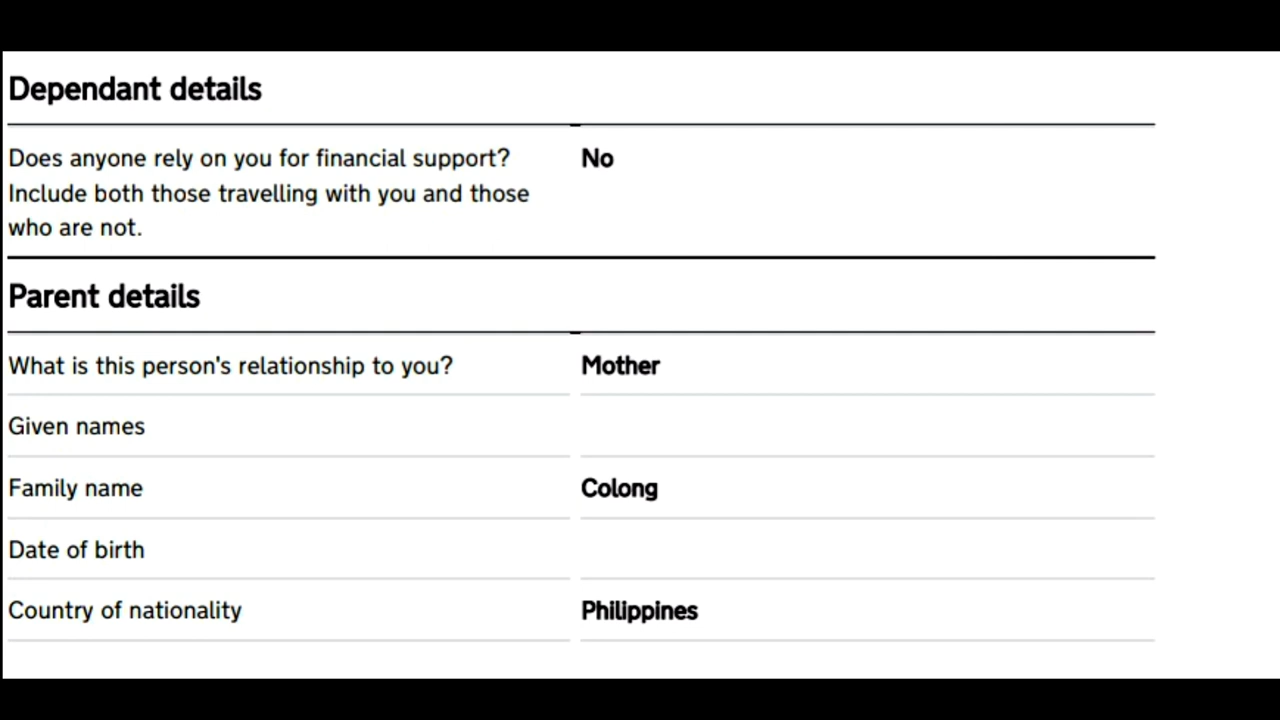 Dependant details
Does anyone rely on you for financial support? No
Include both those travelling with you and those
who are not.
Parent details
What is this person's relationship to you? Mother
Given names
Family name Colong
Date of birth
Country of nationality Philippines